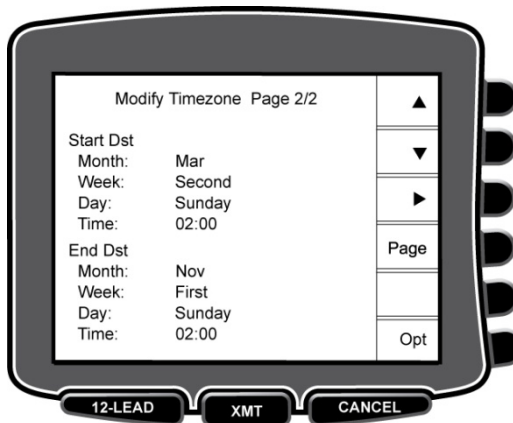 Modify Timezone Page 2/2
Start Dst
Month: Mar
Week: Second
Day: Sunday
Time: 02:00
End Dst
Month: Nov
Week: First
Day: Sunday
Time: 02:00
Page
Opt
12-LEAD
XMT
CANCEL